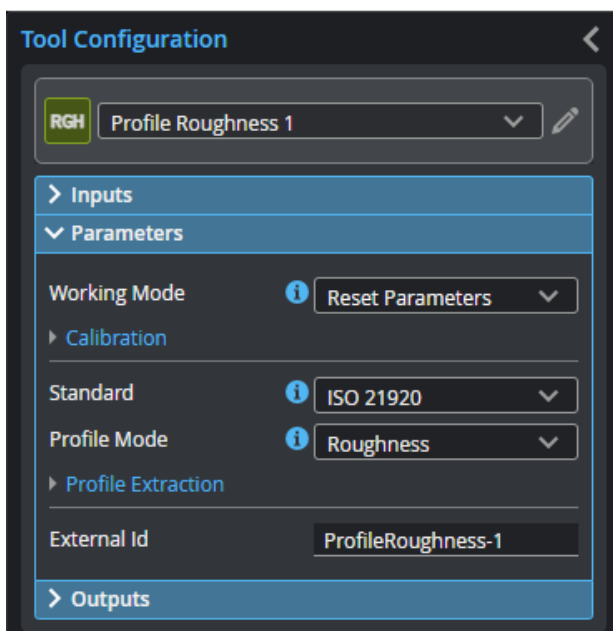 Tool Configuration
RGH Profile Roughness 1
Inputs
Parameters
Working Mode Reset Parameters
Calibration
Standard ISO 21920
Profile Mode Roughness
Profile Extraction
External Id ProfileRoughness-1
Outputs